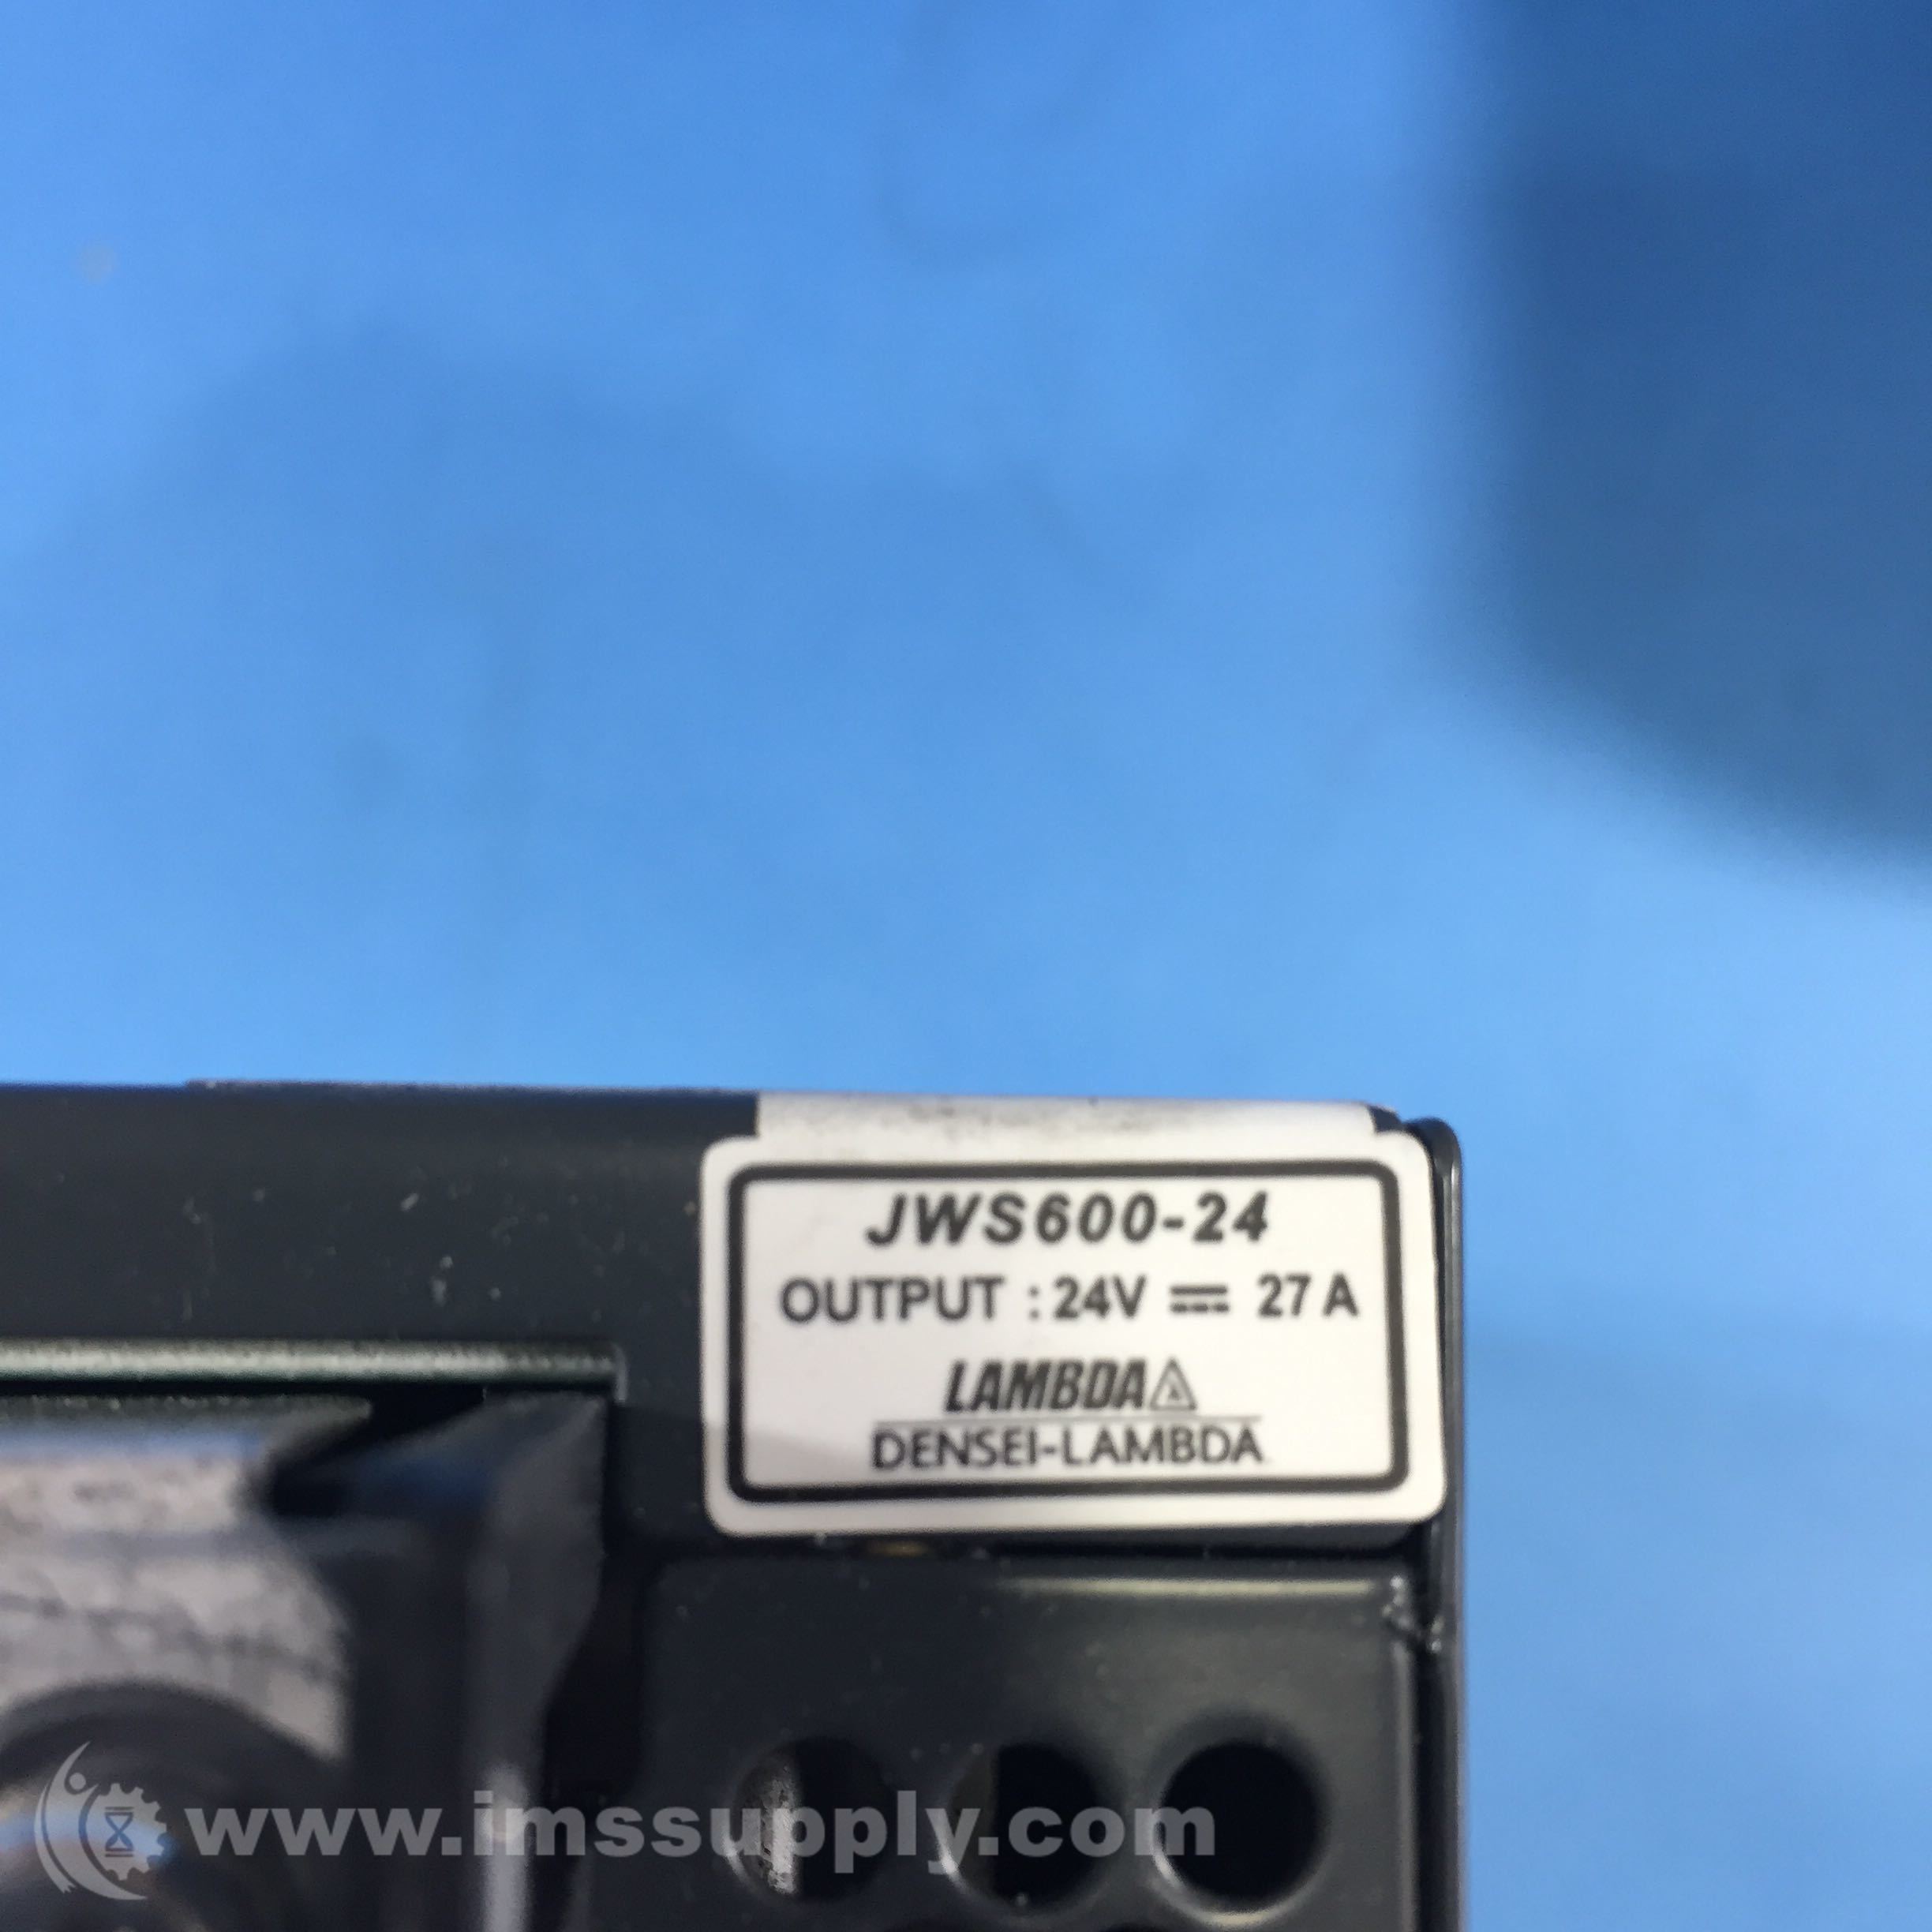 JWS600-24
OUTPUT : 24V ⎓ 27 A
LAMBDA
DENSEI-LAMBDA
www.imssupply.com